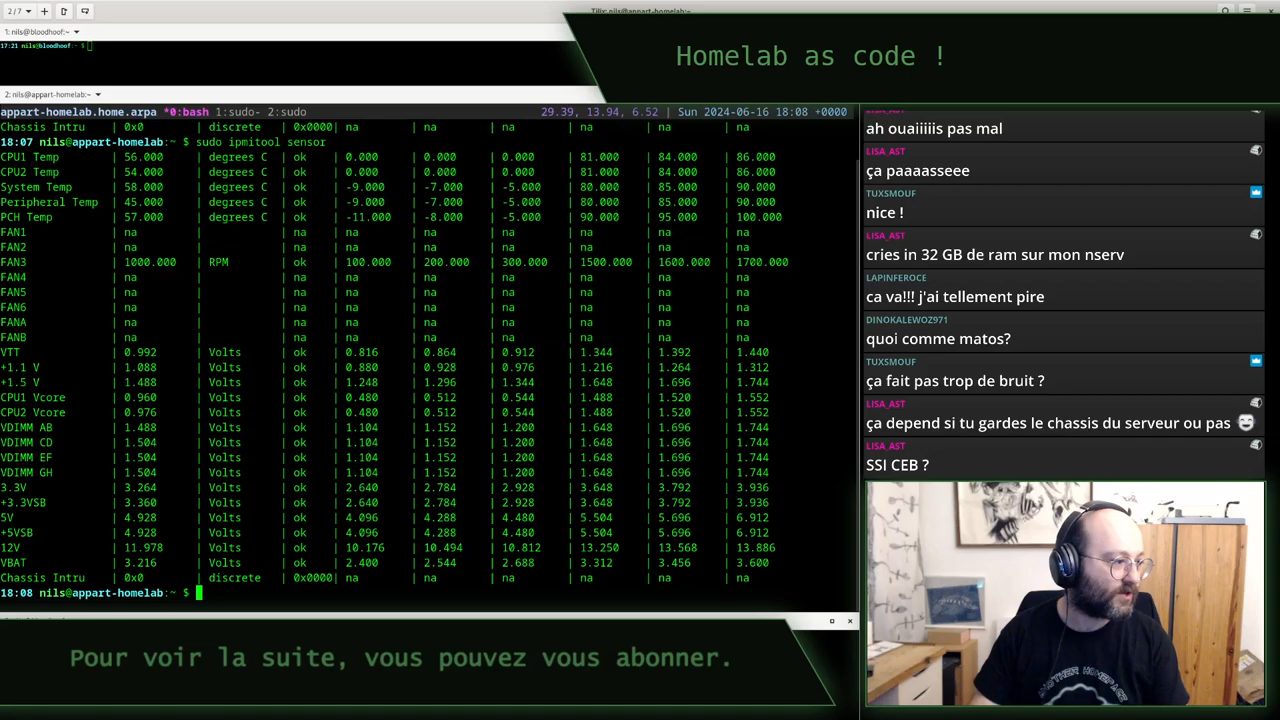 2/7
Tilix: nils@appart-homelab:~
1: nils@bloodhoof:~
17:21 nils@bloodhoof:~ $
Homelab as code !
2: nils@appart-homelab:~
appart-homelab.home.arpa *0:bash 1:sudo- 2:sudo 29.39, 13.94, 6.52 | Sun 2024-06-16 18:08 +0000
Chassis Intru | 0x0 | discrete | 0x0000| na | na | na | na | na | na
18:07 nils@appart-homelab:~ $ sudo ipmitool sensor
CPU1 Temp | 56.000 | degrees C | ok | 0.000 | 0.000 | 0.000 | 81.000 | 84.000 | 86.000
CPU2 Temp | 54.000 | degrees C | ok | 0.000 | 0.000 | 0.000 | 81.000 | 84.000 | 86.000
System Temp | 58.000 | degrees C | ok | -9.000 | -7.000 | -5.000 | 80.000 | 85.000 | 90.000
Peripheral Temp | 45.000 | degrees C | ok | -9.000 | -7.000 | -5.000 | 80.000 | 85.000 | 90.000
PCH Temp | 57.000 | degrees C | ok | -11.000 | -8.000 | -5.000 | 90.000 | 95.000 | 100.000
FAN1 | na | | na | na | na | na | na | na | na
FAN2 | na | | na | na | na | na | na | na | na
FAN3 | 1000.000 | RPM | ok | 100.000 | 200.000 | 300.000 | 1500.000 | 1600.000 | 1700.000
FAN4 | na | | na | na | na | na | na | na | na
FAN5 | na | | na | na | na | na | na | na | na
FAN6 | na | | na | na | na | na | na | na | na
FANA | na | | na | na | na | na | na | na | na
FANB | na | | na | na | na | na | na | na | na
VTT | 0.992 | Volts | ok | 0.816 | 0.864 | 0.912 | 1.344 | 1.392 | 1.440
+1.1 V | 1.088 | Volts | ok | 0.880 | 0.928 | 0.976 | 1.216 | 1.264 | 1.312
+1.5 V | 1.488 | Volts | ok | 1.248 | 1.296 | 1.344 | 1.648 | 1.696 | 1.744
CPU1 Vcore | 0.960 | Volts | ok | 0.480 | 0.512 | 0.544 | 1.488 | 1.520 | 1.552
CPU2 Vcore | 0.976 | Volts | ok | 0.480 | 0.512 | 0.544 | 1.488 | 1.520 | 1.552
VDIMM AB | 1.488 | Volts | ok | 1.104 | 1.152 | 1.200 | 1.648 | 1.696 | 1.744
VDIMM CD | 1.504 | Volts | ok | 1.104 | 1.152 | 1.200 | 1.648 | 1.696 | 1.744
VDIMM EF | 1.504 | Volts | ok | 1.104 | 1.152 | 1.200 | 1.648 | 1.696 | 1.744
VDIMM GH | 1.504 | Volts | ok | 1.104 | 1.152 | 1.200 | 1.648 | 1.696 | 1.744
3.3V | 3.264 | Volts | ok | 2.640 | 2.784 | 2.928 | 3.648 | 3.792 | 3.936
+3.3VSB | 3.360 | Volts | ok | 2.640 | 2.784 | 2.928 | 3.648 | 3.792 | 3.936
5V | 4.928 | Volts | ok | 4.096 | 4.288 | 4.480 | 5.504 | 5.696 | 6.912
+5VSB | 4.928 | Volts | ok | 4.096 | 4.288 | 4.480 | 5.504 | 5.696 | 6.912
12V | 11.978 | Volts | ok | 10.176 | 10.494 | 10.812 | 13.250 | 13.568 | 13.886
VBAT | 3.216 | Volts | ok | 2.400 | 2.544 | 2.688 | 3.312 | 3.456 | 3.600
Chassis Intru | 0x0 | discrete | 0x0000| na | na | na | na | na | na
18:08 nils@appart-homelab:~ $
Pour voir la suite, vous pouvez vous abonner.
LISA_AST
ah ouaiiiiis pas mal
LISA_AST
ça paaaasseee
TUXSMOUF
nice !
LISA_AST
cries in 32 GB de ram sur mon nserv
LAPINFEROCE
ca va!!! j'ai tellement pire
DINOKALEWOZ971
quoi comme matos?
TUXSMOUF
ça fait pas trop de bruit ?
LISA_AST
ça depend si tu gardes le chassis du serveur ou pas
LISA_AST
SSI CEB ?
ANOTHER HOMEPAGE